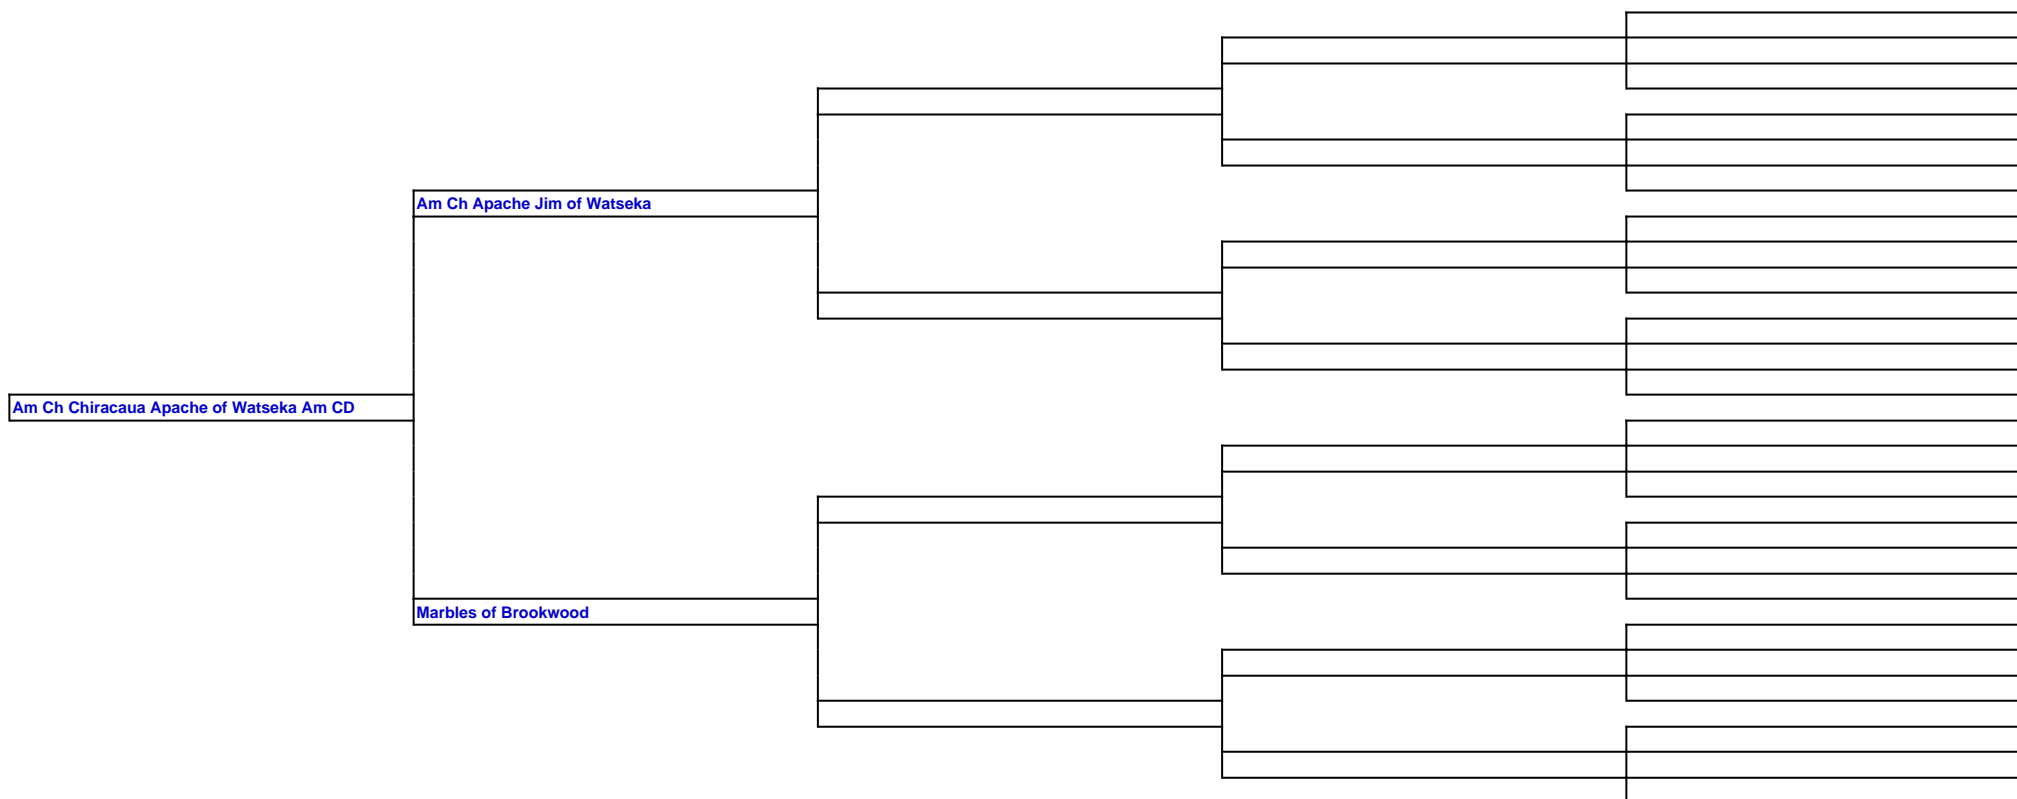 Am Ch Apache Jim of Watseka
Am Ch Chiracaua Apache of Watseka Am CD
Marbles of Brookwood